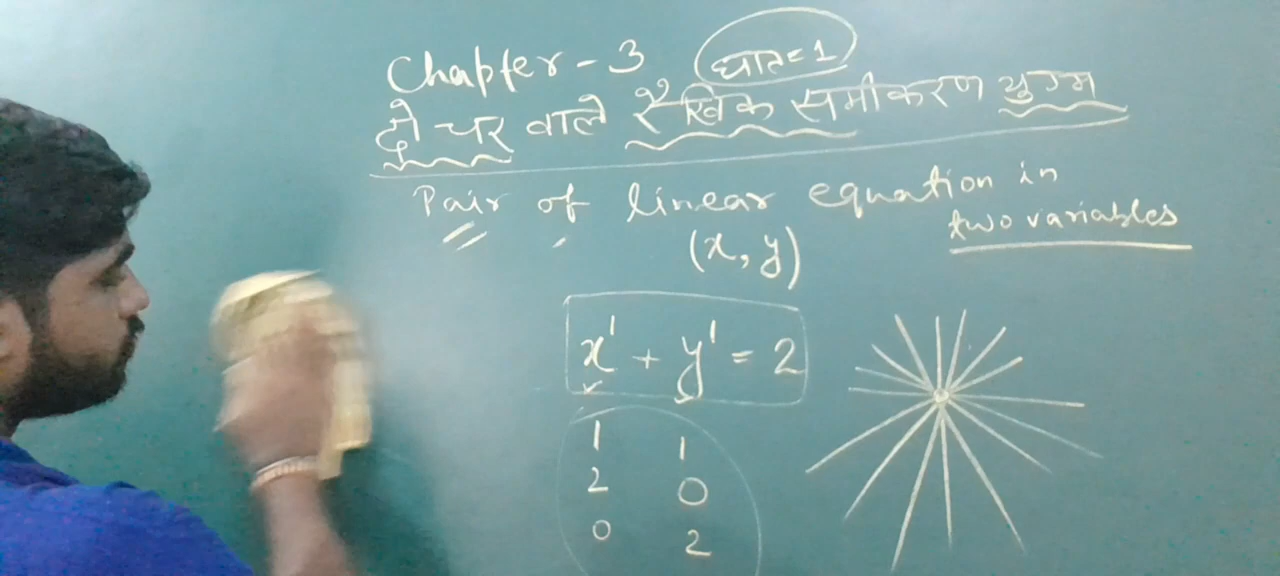 Chapter - 3 घात = 1
दो चर वाले रैखिक समीकरण युग्म
Pair of linear equation in
two variables
(x, y)
x¹ + y¹ = 2
1 1
2 0
0 2